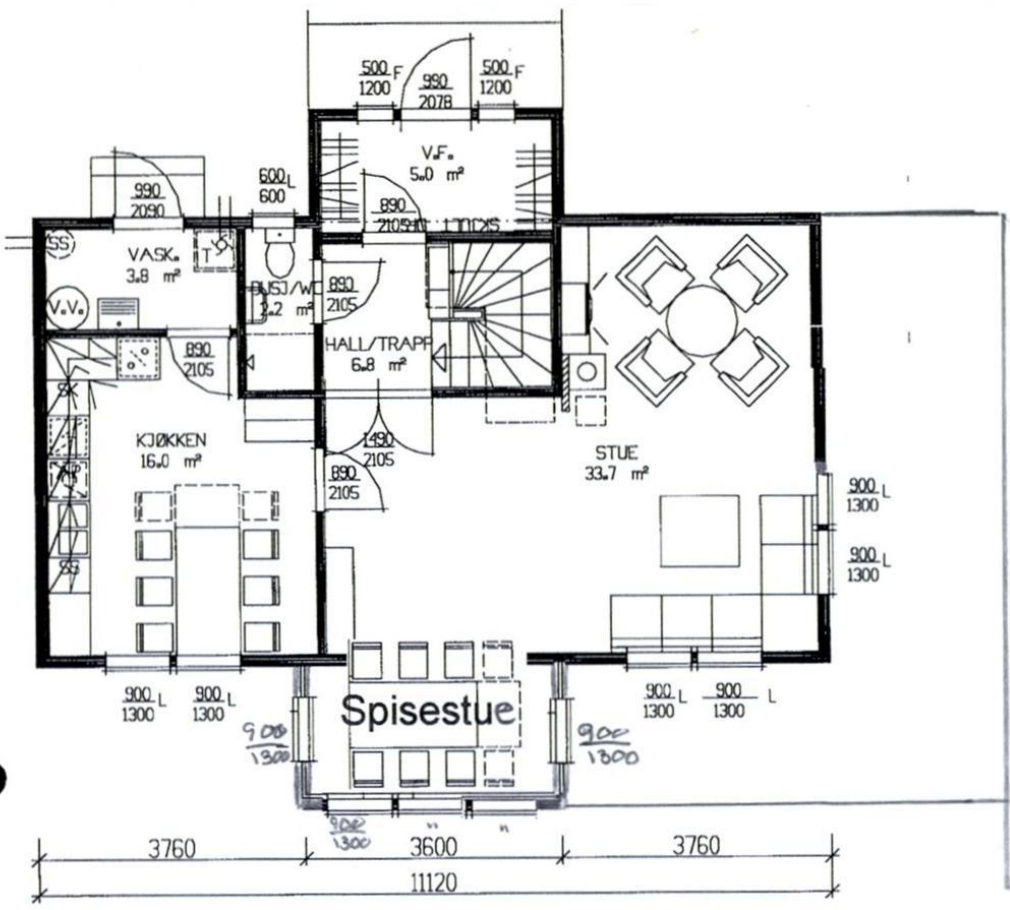 500 F
1200
990
2078
500 F
1200
V.F.
5.0 m²
990
2090
600 L
600
890
2105
SKOUL
SS
VASK.
3.8 m²
T
V.V.
DUSJ/W
2.2 m²
890
2105
HALL/TRAPP
6.8 m²
890
2105
SK
KJØKKEN
16.0 m²
1490
2105
890
2105
STUE
33.7 m²
SS
900 L
1300
900 L
1300
900 L
1300
900 L
1300
900 L
1300
900 L
1300
Spisestue
900
1300
900
1300
900
1300
"
"
3760
3600
3760
11120